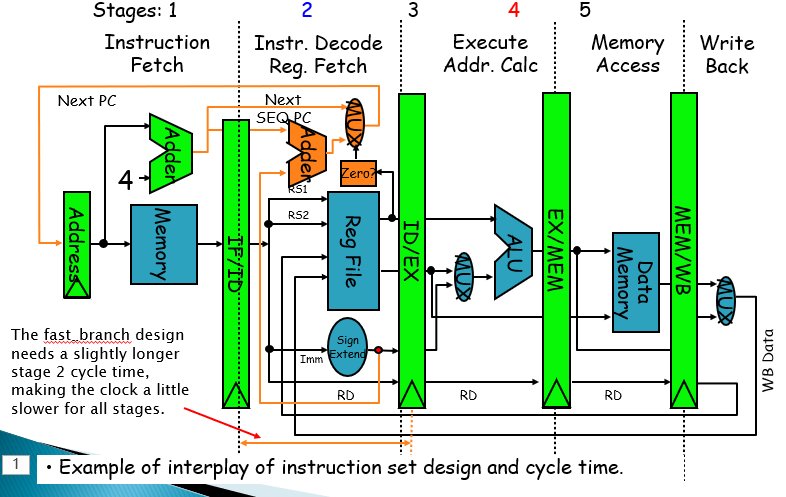 Stages: 1
2
3
4
5
Instruction
Fetch
Instr. Decode
Reg. Fetch
Execute
Addr. Calc
Memory
Access
Write
Back
Next PC
Next
SEQ PC
MUX
Adder
Adder
4
Zero?
RS1
RS2
Address
Memory
IF/ID
Reg File
ID/EX
MUX
ALU
EX/MEM
Data
Memory
MEM/WB
MUX
Sign
Extend
Imm
RD
RD
RD
WB Data
The fast_branch design
needs a slightly longer
stage 2 cycle time,
making the clock a little
slower for all stages.
1
• Example of interplay of instruction set design and cycle time.